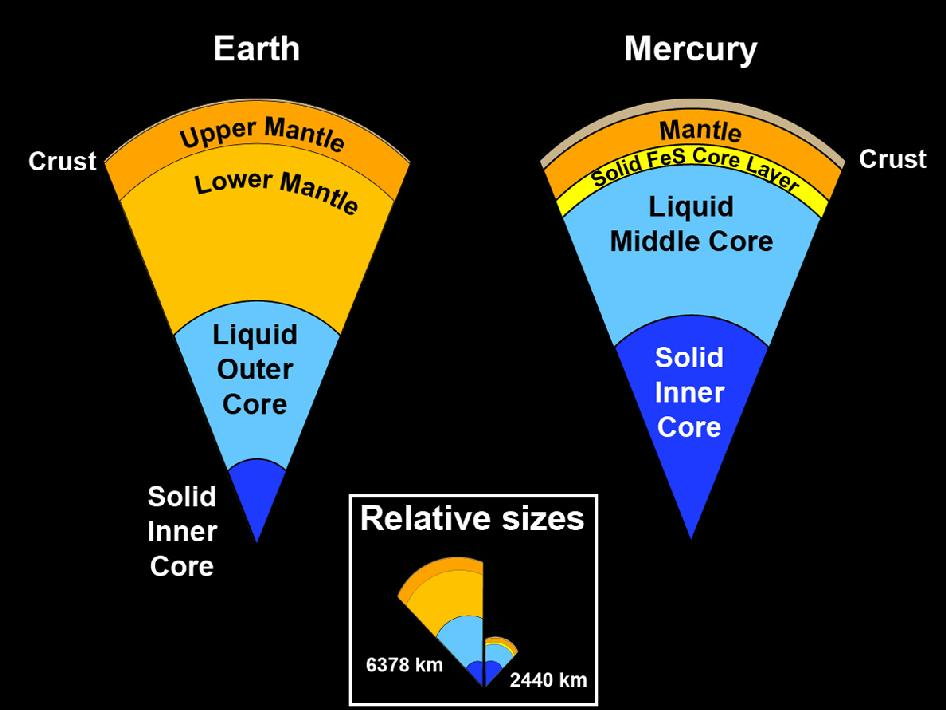 Earth
Crust
Upper Mantle
Lower Mantle
Liquid
Outer
Core
Solid
Inner
Core
Mercury
Crust
Mantle
Solid FeS Core Layer
Liquid
Middle Core
Solid
Inner
Core
Relative sizes
6378 km
2440 km